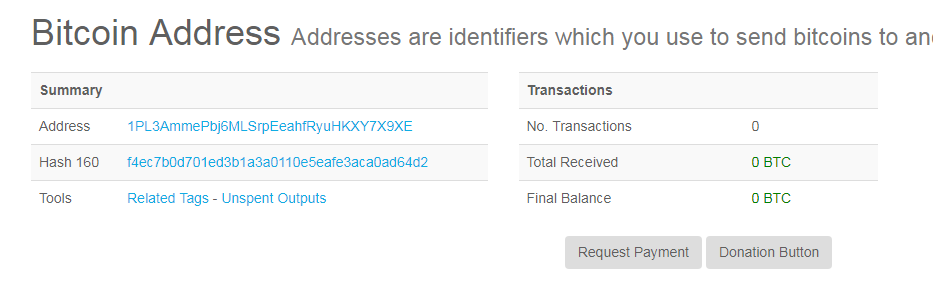 Bitcoin Address Addresses are identifiers which you use to send bitcoins to
Summary
Address 1PL3AmmePbj6MLSrpEeahfRyuHKXY7X9XE
Hash 160 f4ec7b0d701ed3b1a3a0110e5eafe3aca0ad64d2
Tools Related Tags - Unspent Outputs
Transactions
No. Transactions 0
Total Received 0 BTC
Final Balance 0 BTC
Request Payment Donation Button